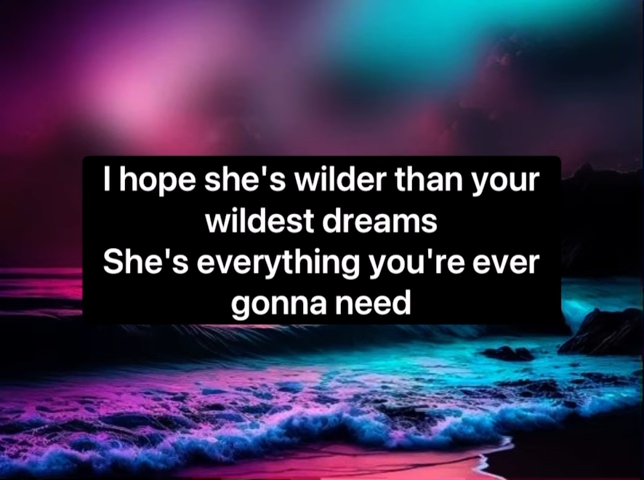 I hope she's wilder than your
wildest dreams
She's everything you're ever
gonna need